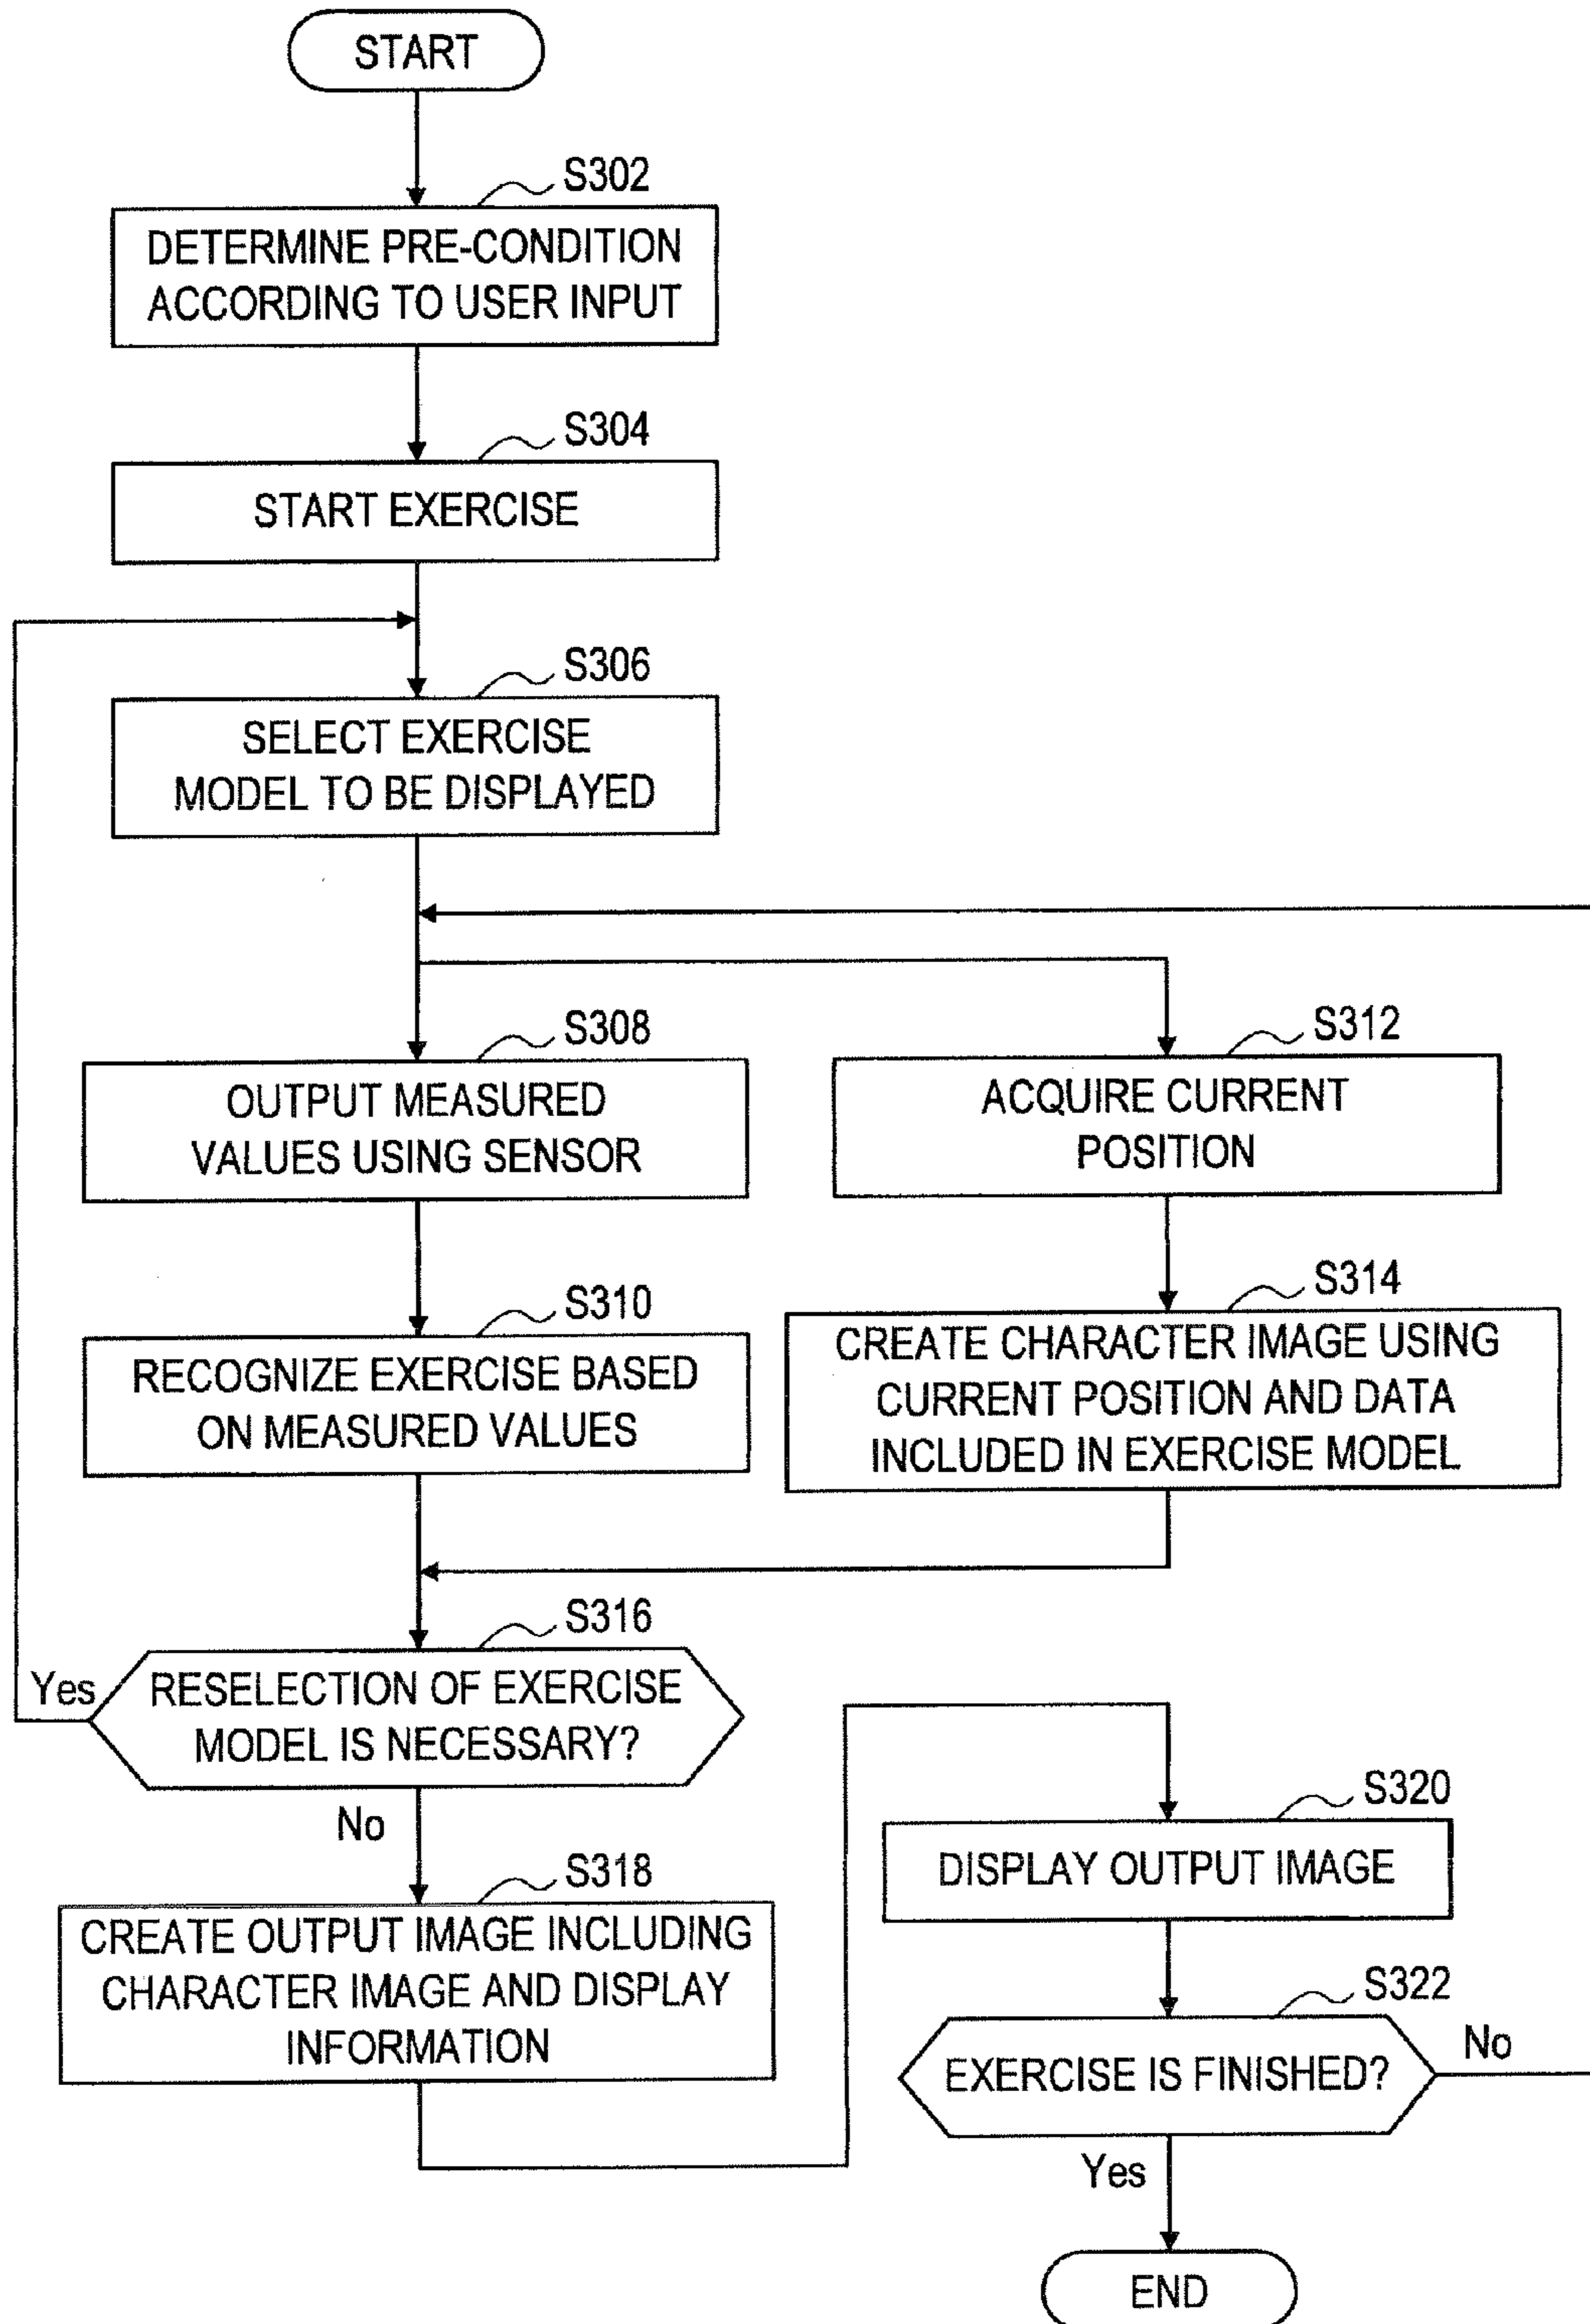 START
S302
DETERMINE PRE-CONDITION
ACCORDING TO USER INPUT
S304
START EXERCISE
S306
SELECT EXERCISE
MODEL TO BE DISPLAYED
S308
OUTPUT MEASURED
VALUES USING SENSOR
S312
ACQUIRE CURRENT
POSITION
S310
RECOGNIZE EXERCISE BASED
ON MEASURED VALUES
S314
CREATE CHARACTER IMAGE USING
CURRENT POSITION AND DATA
INCLUDED IN EXERCISE MODEL
S316
Yes
RESELECTION OF EXERCISE
MODEL IS NECESSARY?
No
S318
CREATE OUTPUT IMAGE INCLUDING
CHARACTER IMAGE AND DISPLAY
INFORMATION
S320
DISPLAY OUTPUT IMAGE
S322
EXERCISE IS FINISHED?
No
Yes
END